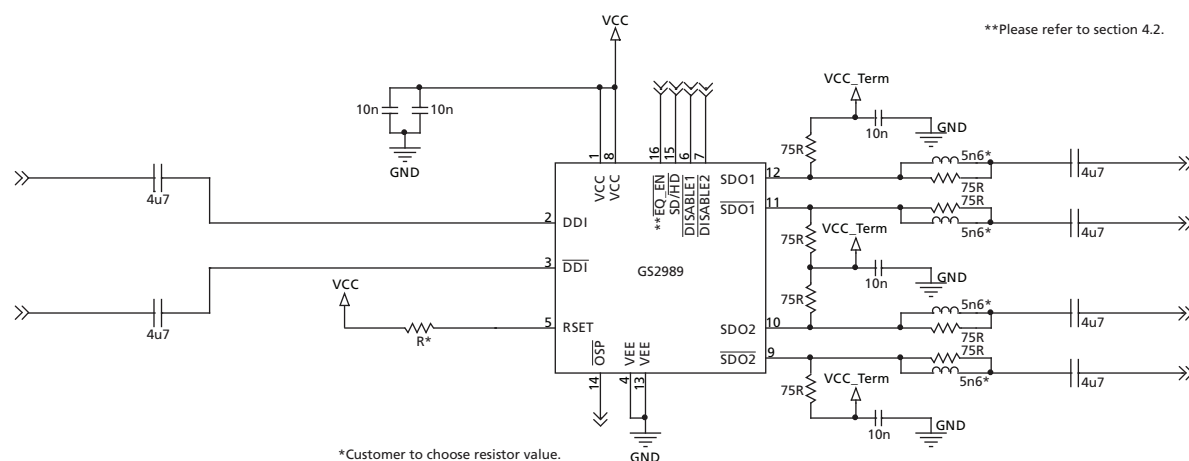 VCC
**Please refer to section 4.2.
VCC_Term
10n
10n
10n
GND
GND
75R
1
8
16
15
6
7
VCC
VCC
**EQ_EN
SD/HD
DISABLE1
DISABLE2
4u7
2
DDI
3
DDI
4u7
VCC
R*
5
RSET
GS2989
OSP
14
VEE
VEE
4
13
GND
SDO1
12
5n6*
75R
4u7
SDO1
11
75R
5n6*
4u7
75R
VCC_Term
10n
GND
75R
SDO2
10
5n6*
75R
4u7
SDO2
9
75R
5n6*
4u7
75R
VCC_Term
10n
GND
*Customer to choose resistor value.